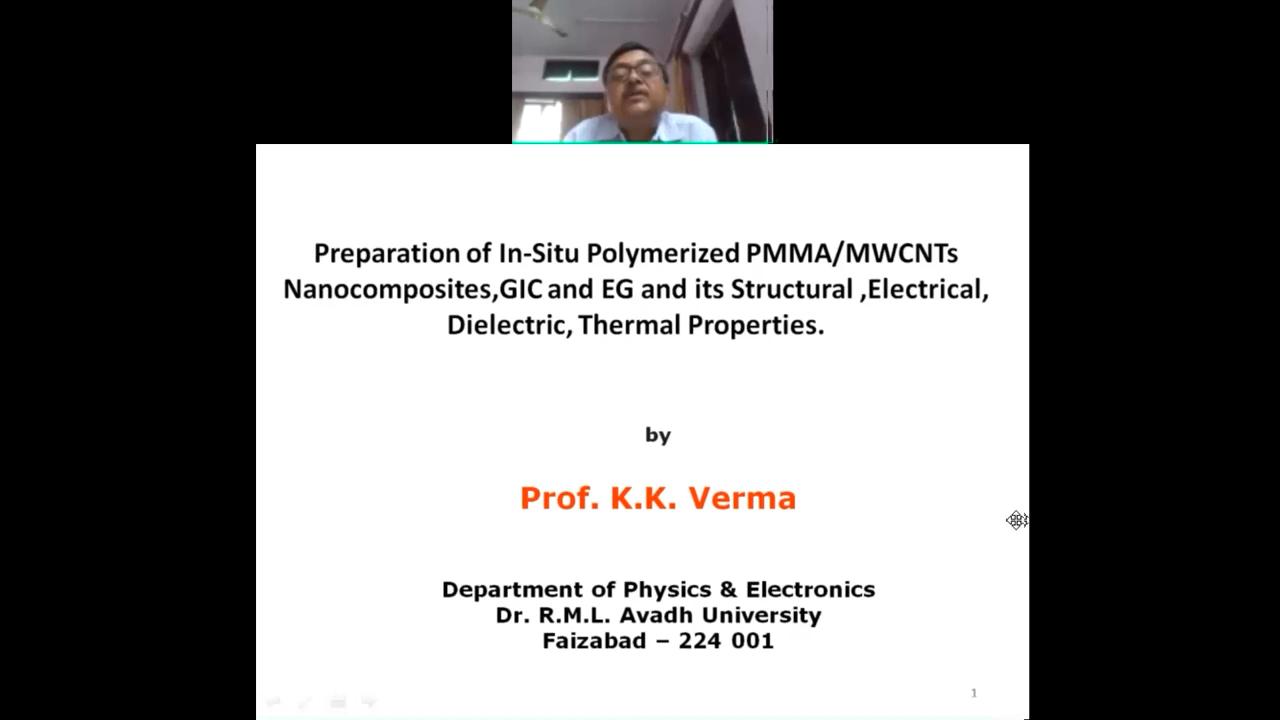 Preparation of In-Situ Polymerized PMMA/MWCNTs
Nanocomposites,GIC and EG and its Structural ,Electrical,
Dielectric, Thermal Properties.
by
Prof. K.K. Verma
Department of Physics & Electronics
Dr. R.M.L. Avadh University
Faizabad – 224 001
1